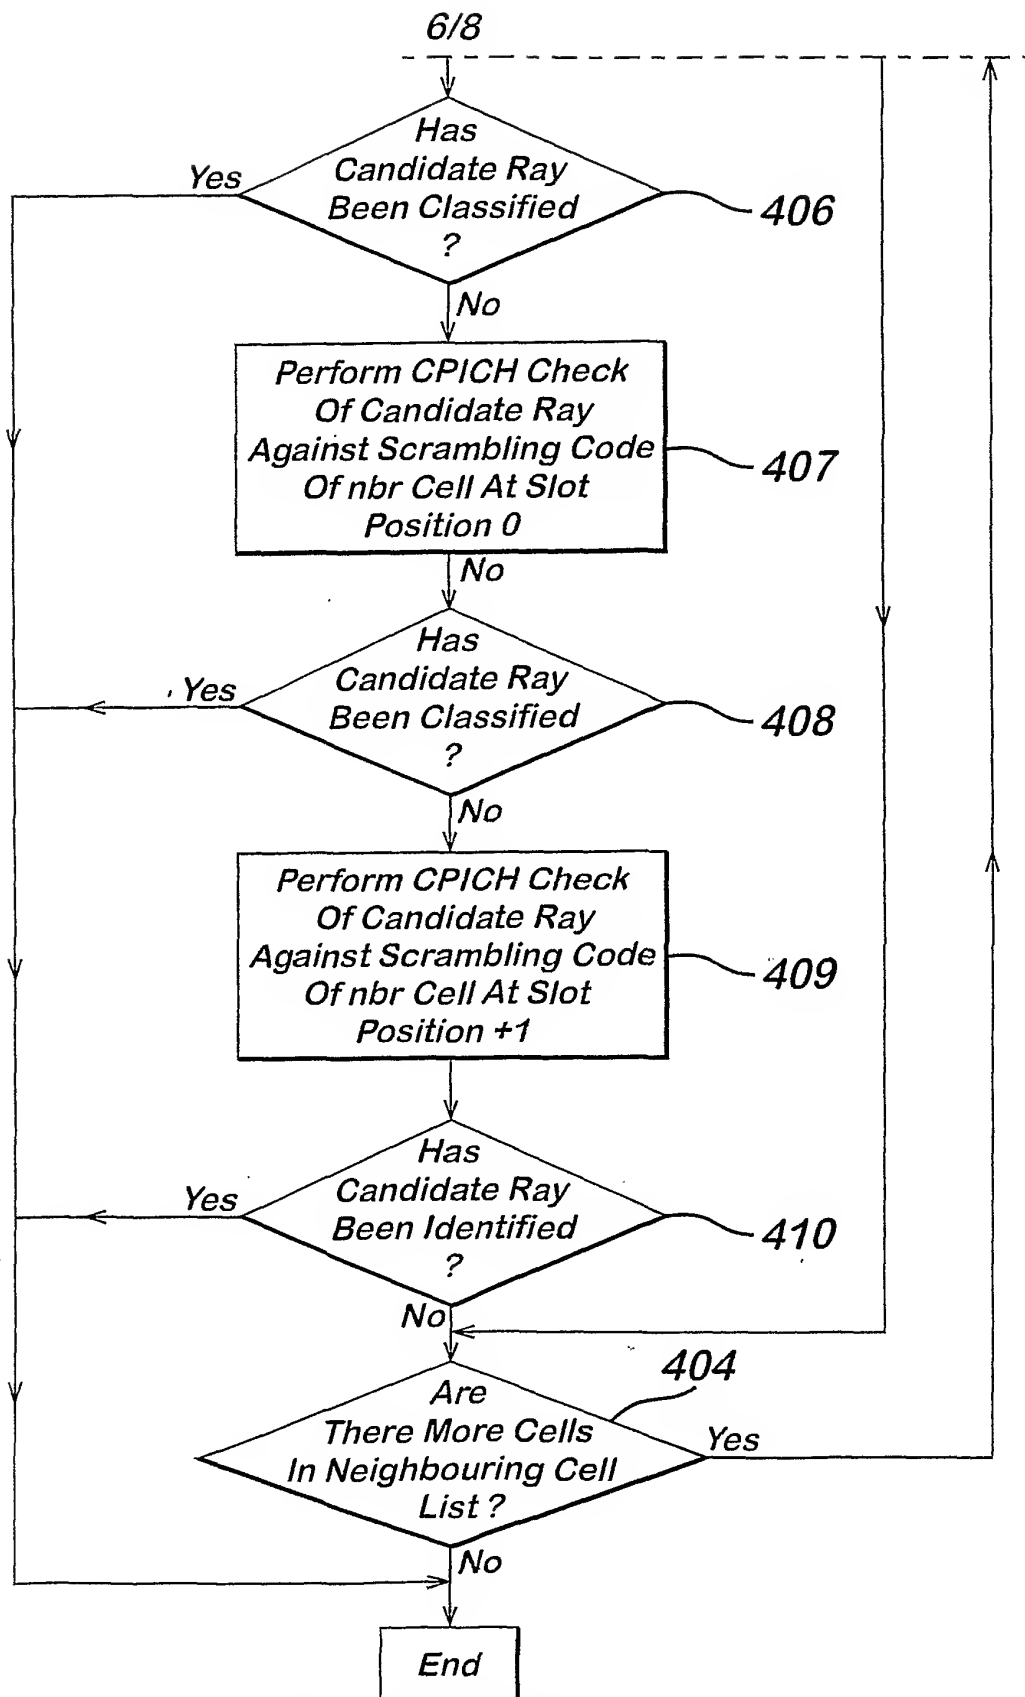 6/8
Has
Candidate Ray
Been Classified
?
Yes
406
No
Perform CPICH Check
Of Candidate Ray
Against Scrambling Code
Of nbr Cell At Slot
Position 0
407
No
Has
Candidate Ray
Been Classified
?
Yes
408
No
Perform CPICH Check
Of Candidate Ray
Against Scrambling Code
Of nbr Cell At Slot
Position +1
409
Has
Candidate Ray
Been Identified
?
Yes
410
No
404
Are
There More Cells
In Neighbouring Cell
List ?
Yes
No
End